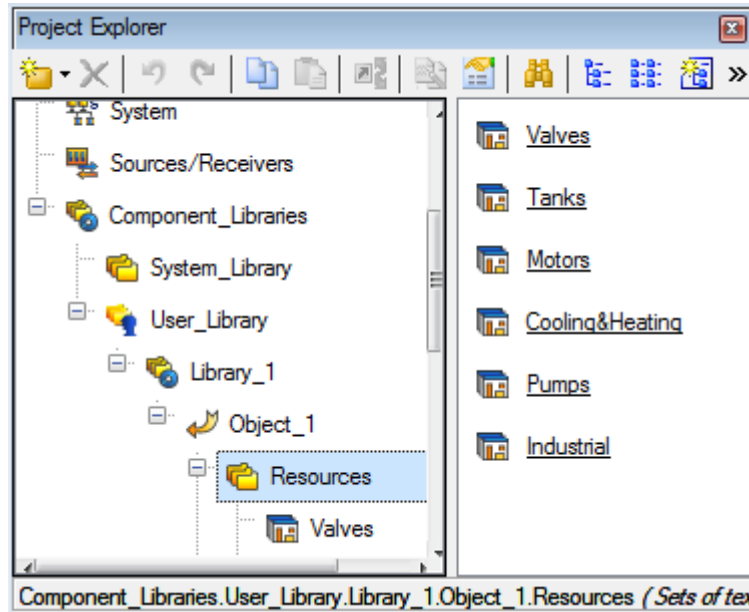 Project Explorer
System
Sources/Receivers
Component_Libraries
System_Library
User_Library
Library_1
Object_1
Resources
Valves
Valves
Tanks
Motors
Cooling&Heating
Pumps
Industrial
Component_Libraries.User_Library.Library_1.Object_1.Resources (Sets of